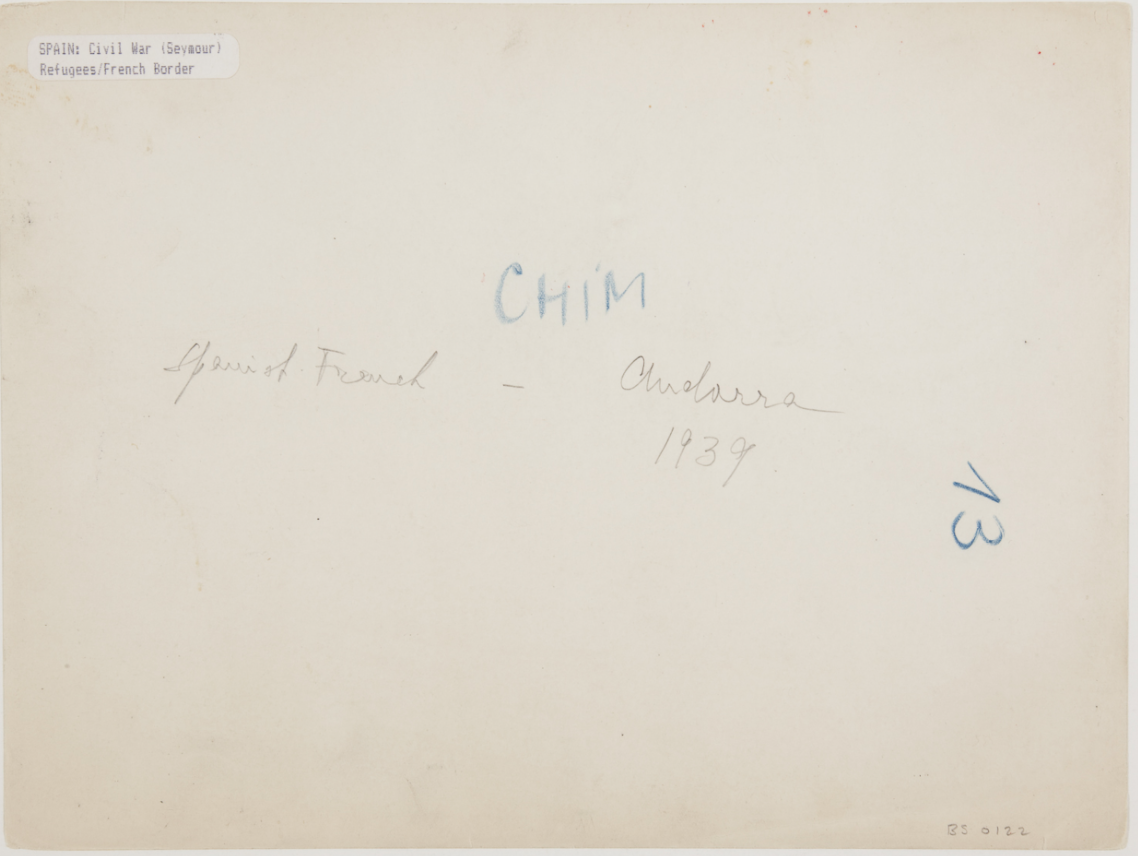 SPAIN: Civil War (Seymour)
Refugees/French Border
CHIM
Spanish French – Andorra
1939
13
BS 0122